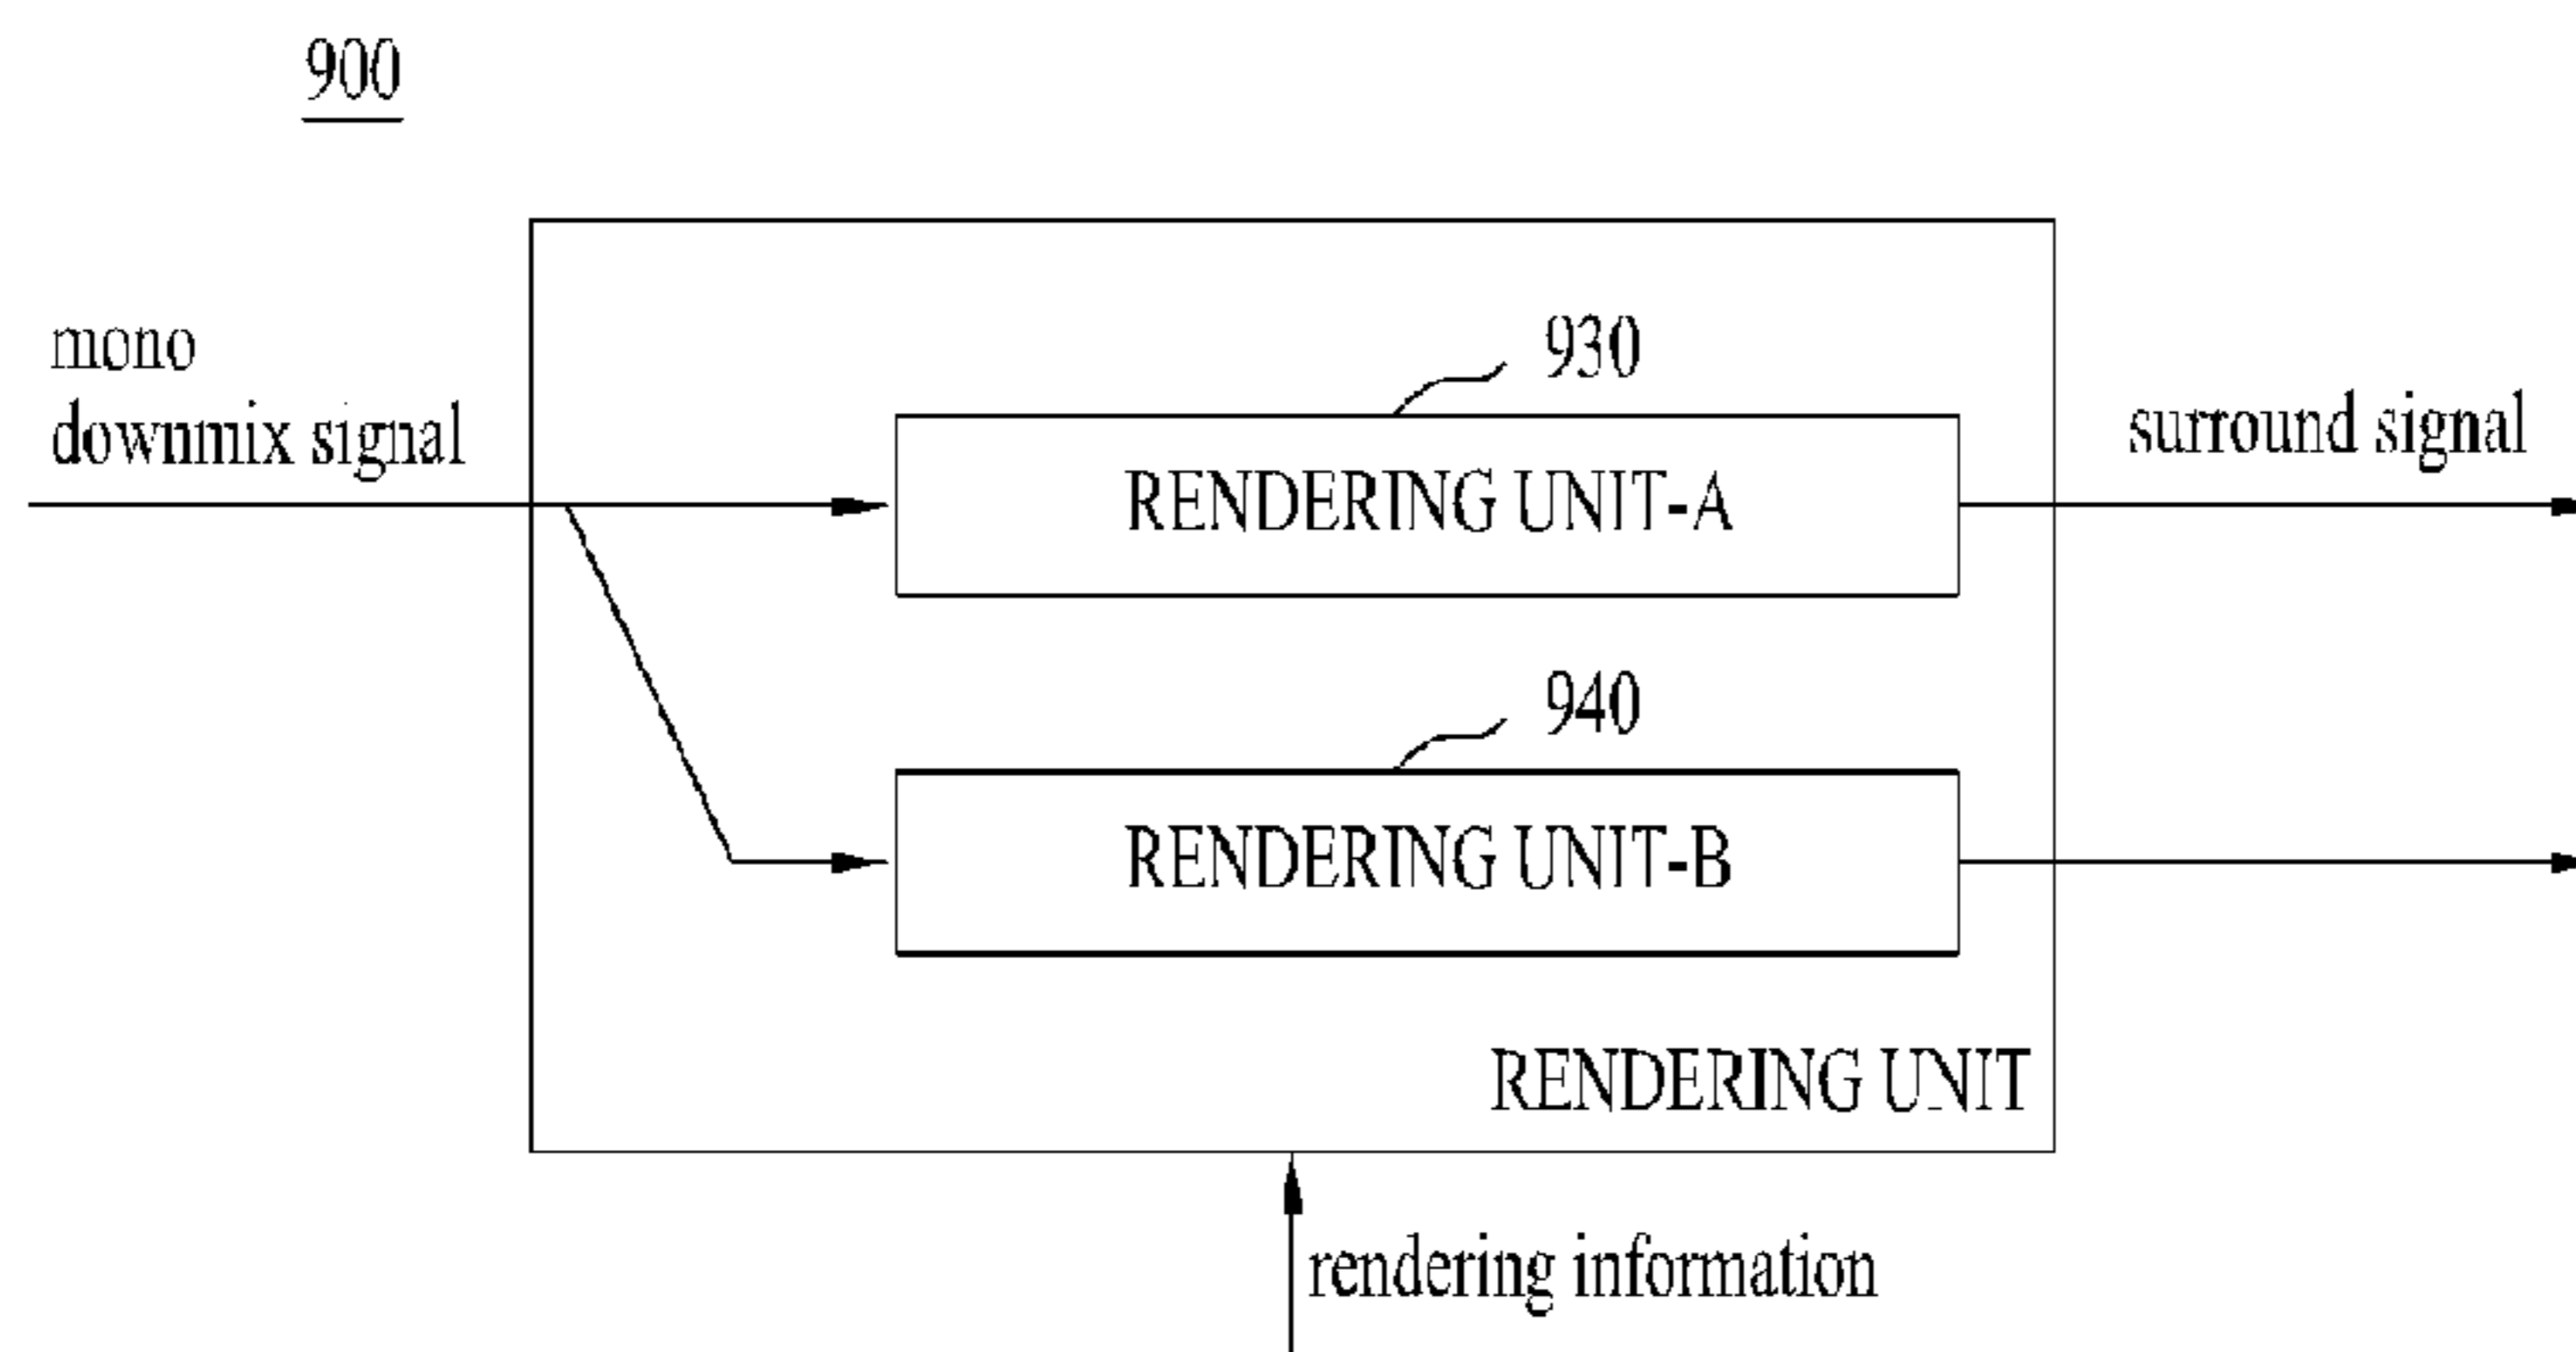 900
mono
downmix signal
930
surround signal
RENDERING UNIT-A
940
RENDERING UNIT-B
RENDERING UNIT
rendering information